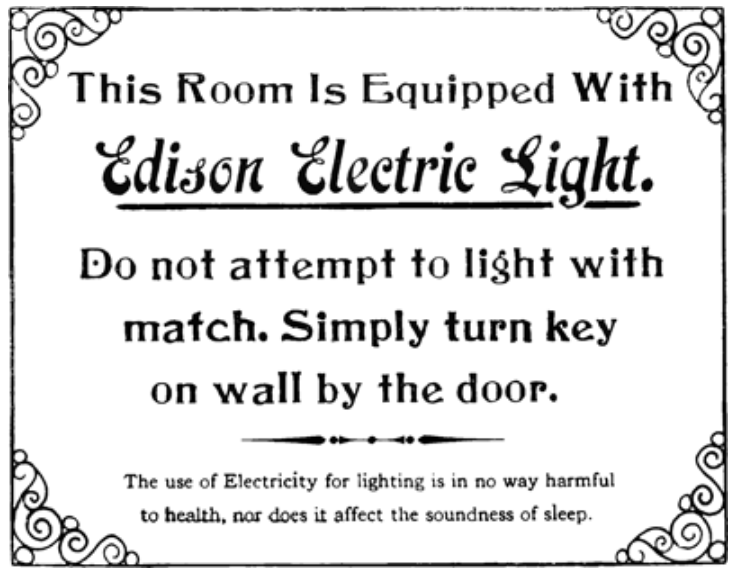 This Room Is Equipped With
Edison Electric Light.
Do not attempt to light with
match. Simply turn key
on wall by the door.
The use of Electricity for lighting is in no way harmful
to health, nor does it affect the soundness of sleep.